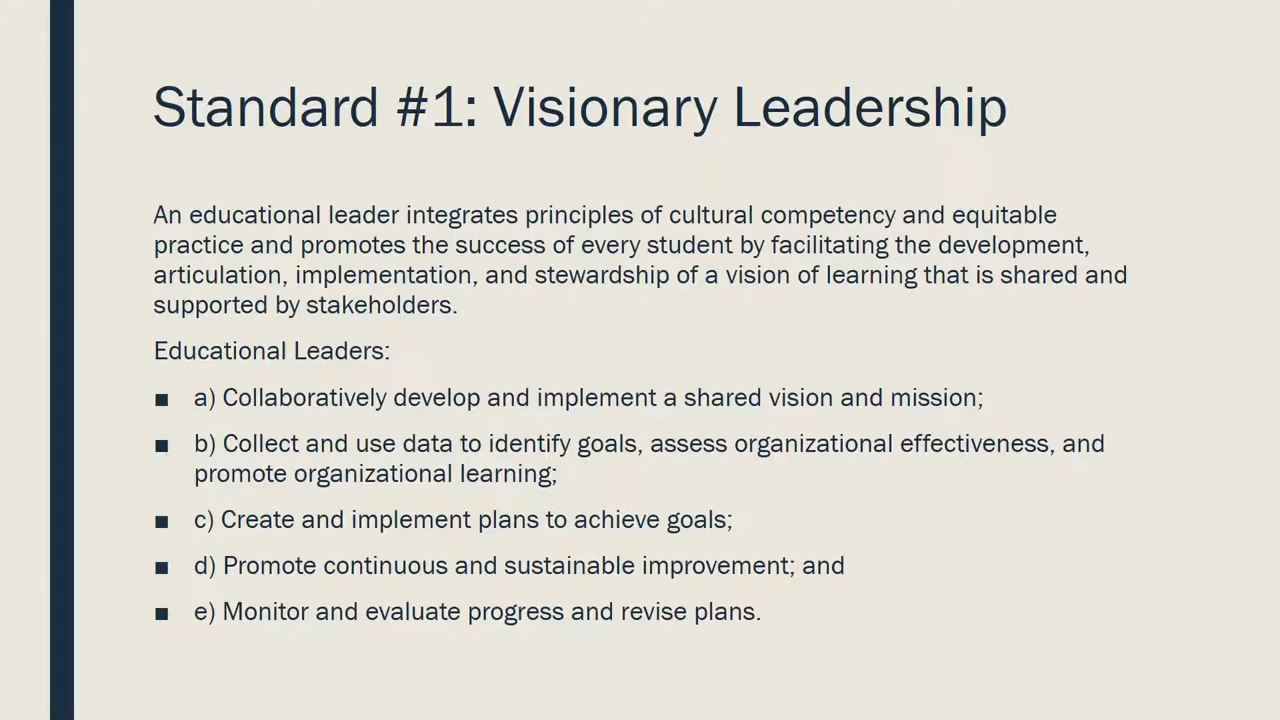 Standard #1: Visionary Leadership
An educational leader integrates principles of cultural competency and equitable
practice and promotes the success of every student by facilitating the development,
articulation, implementation, and stewardship of a vision of learning that is shared and
supported by stakeholders.
Educational Leaders:
■ a) Collaboratively develop and implement a shared vision and mission;
■ b) Collect and use data to identify goals, assess organizational effectiveness, and
promote organizational learning;
■ c) Create and implement plans to achieve goals;
■ d) Promote continuous and sustainable improvement; and
■ e) Monitor and evaluate progress and revise plans.